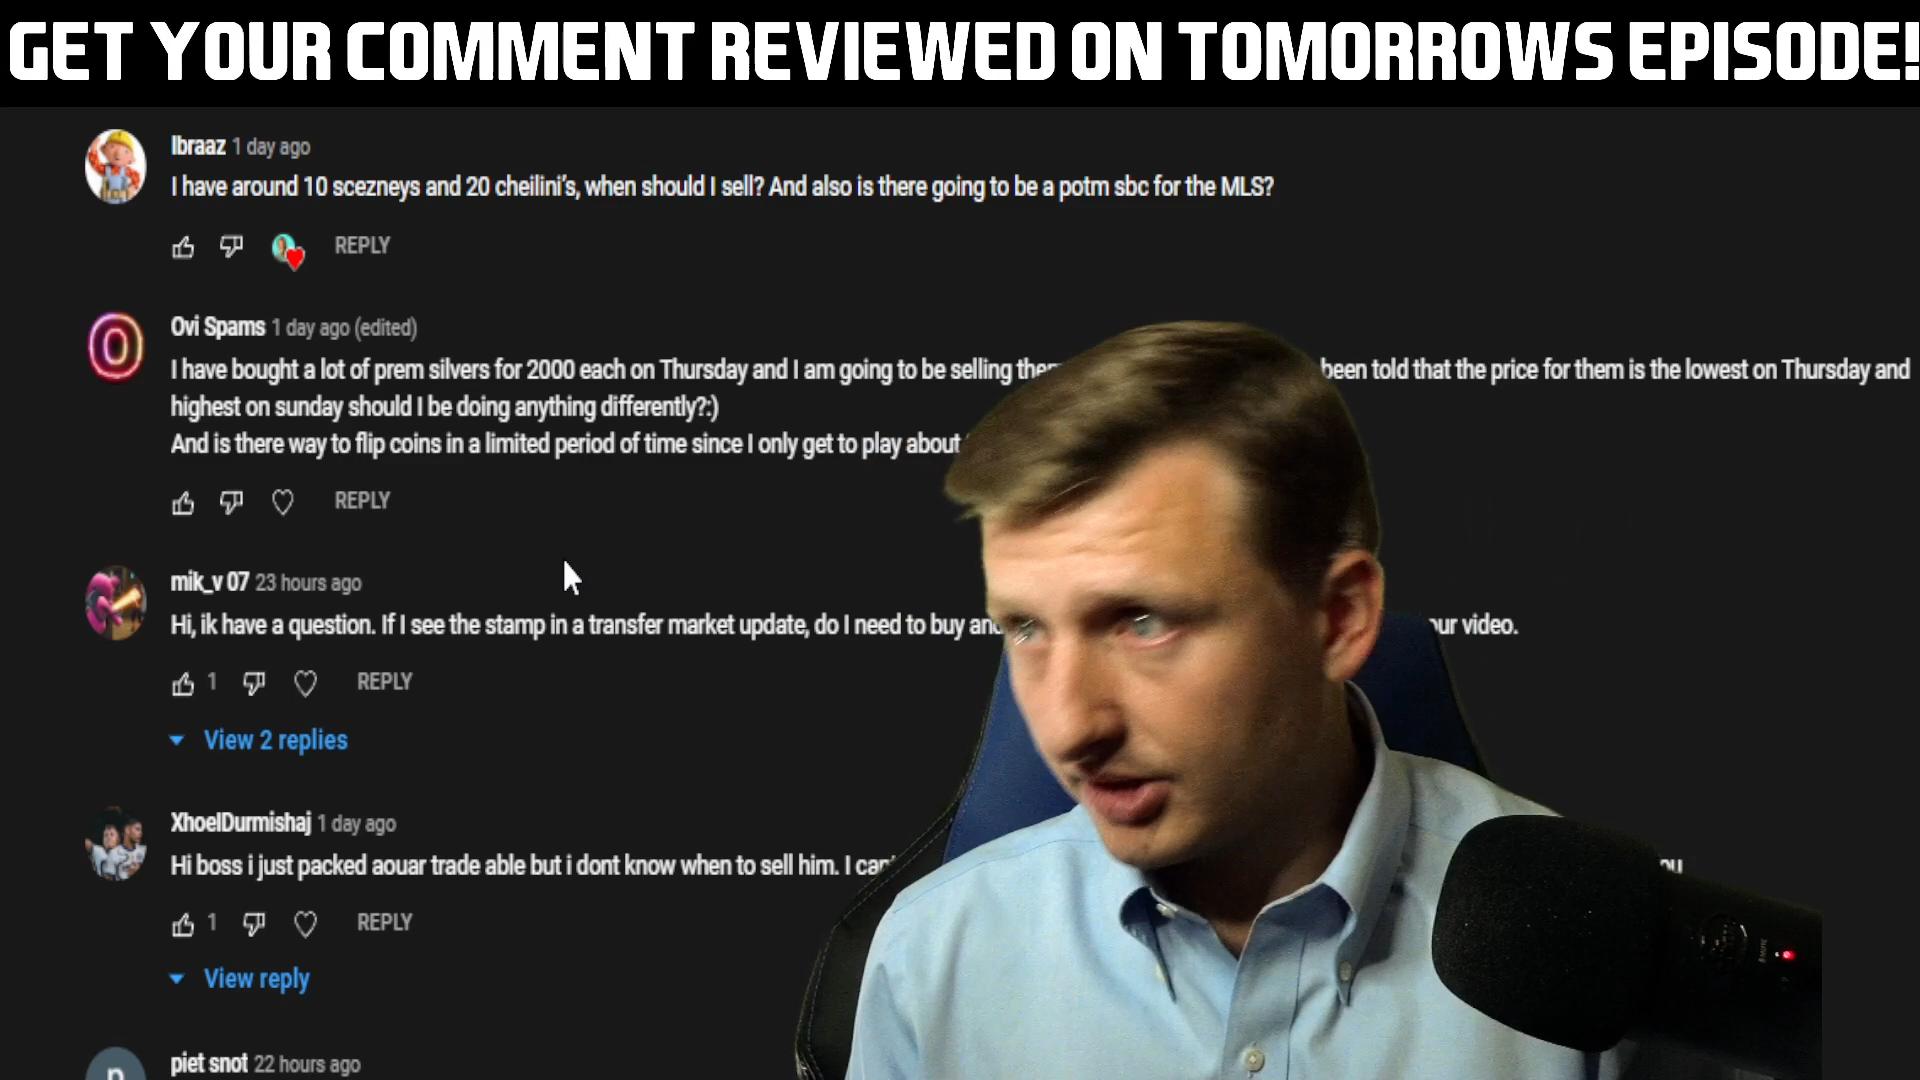 GET YOUR COMMENT REVIEWED ON TOMORROWS EPISODE!
Ibraaz 1 day ago
I have around 10 scezneys and 20 cheilini's, when should I sell? And also is there going to be a potm sbc for the MLS?
REPLY
Ovi Spams 1 day ago (edited)
I have bought a lot of prem silvers for 2000 each on Thursday and I am going to be selling been told that the price for them is the lowest on Thursday and
highest on sunday should I be doing anything differently?:)
And is there way to flip coins in a limited period of time since I only get to play about
REPLY
mik_v 07 23 hours ago
Hi, ik have a question. If I see the stamp in a transfer market update, do I need to buy video.
1 REPLY
View 2 replies
XhoelDurmishaj 1 day ago
Hi boss i just packed aouar trade able but i dont know when to sell him. I
1 REPLY
View reply
piet snot 22 hours ago